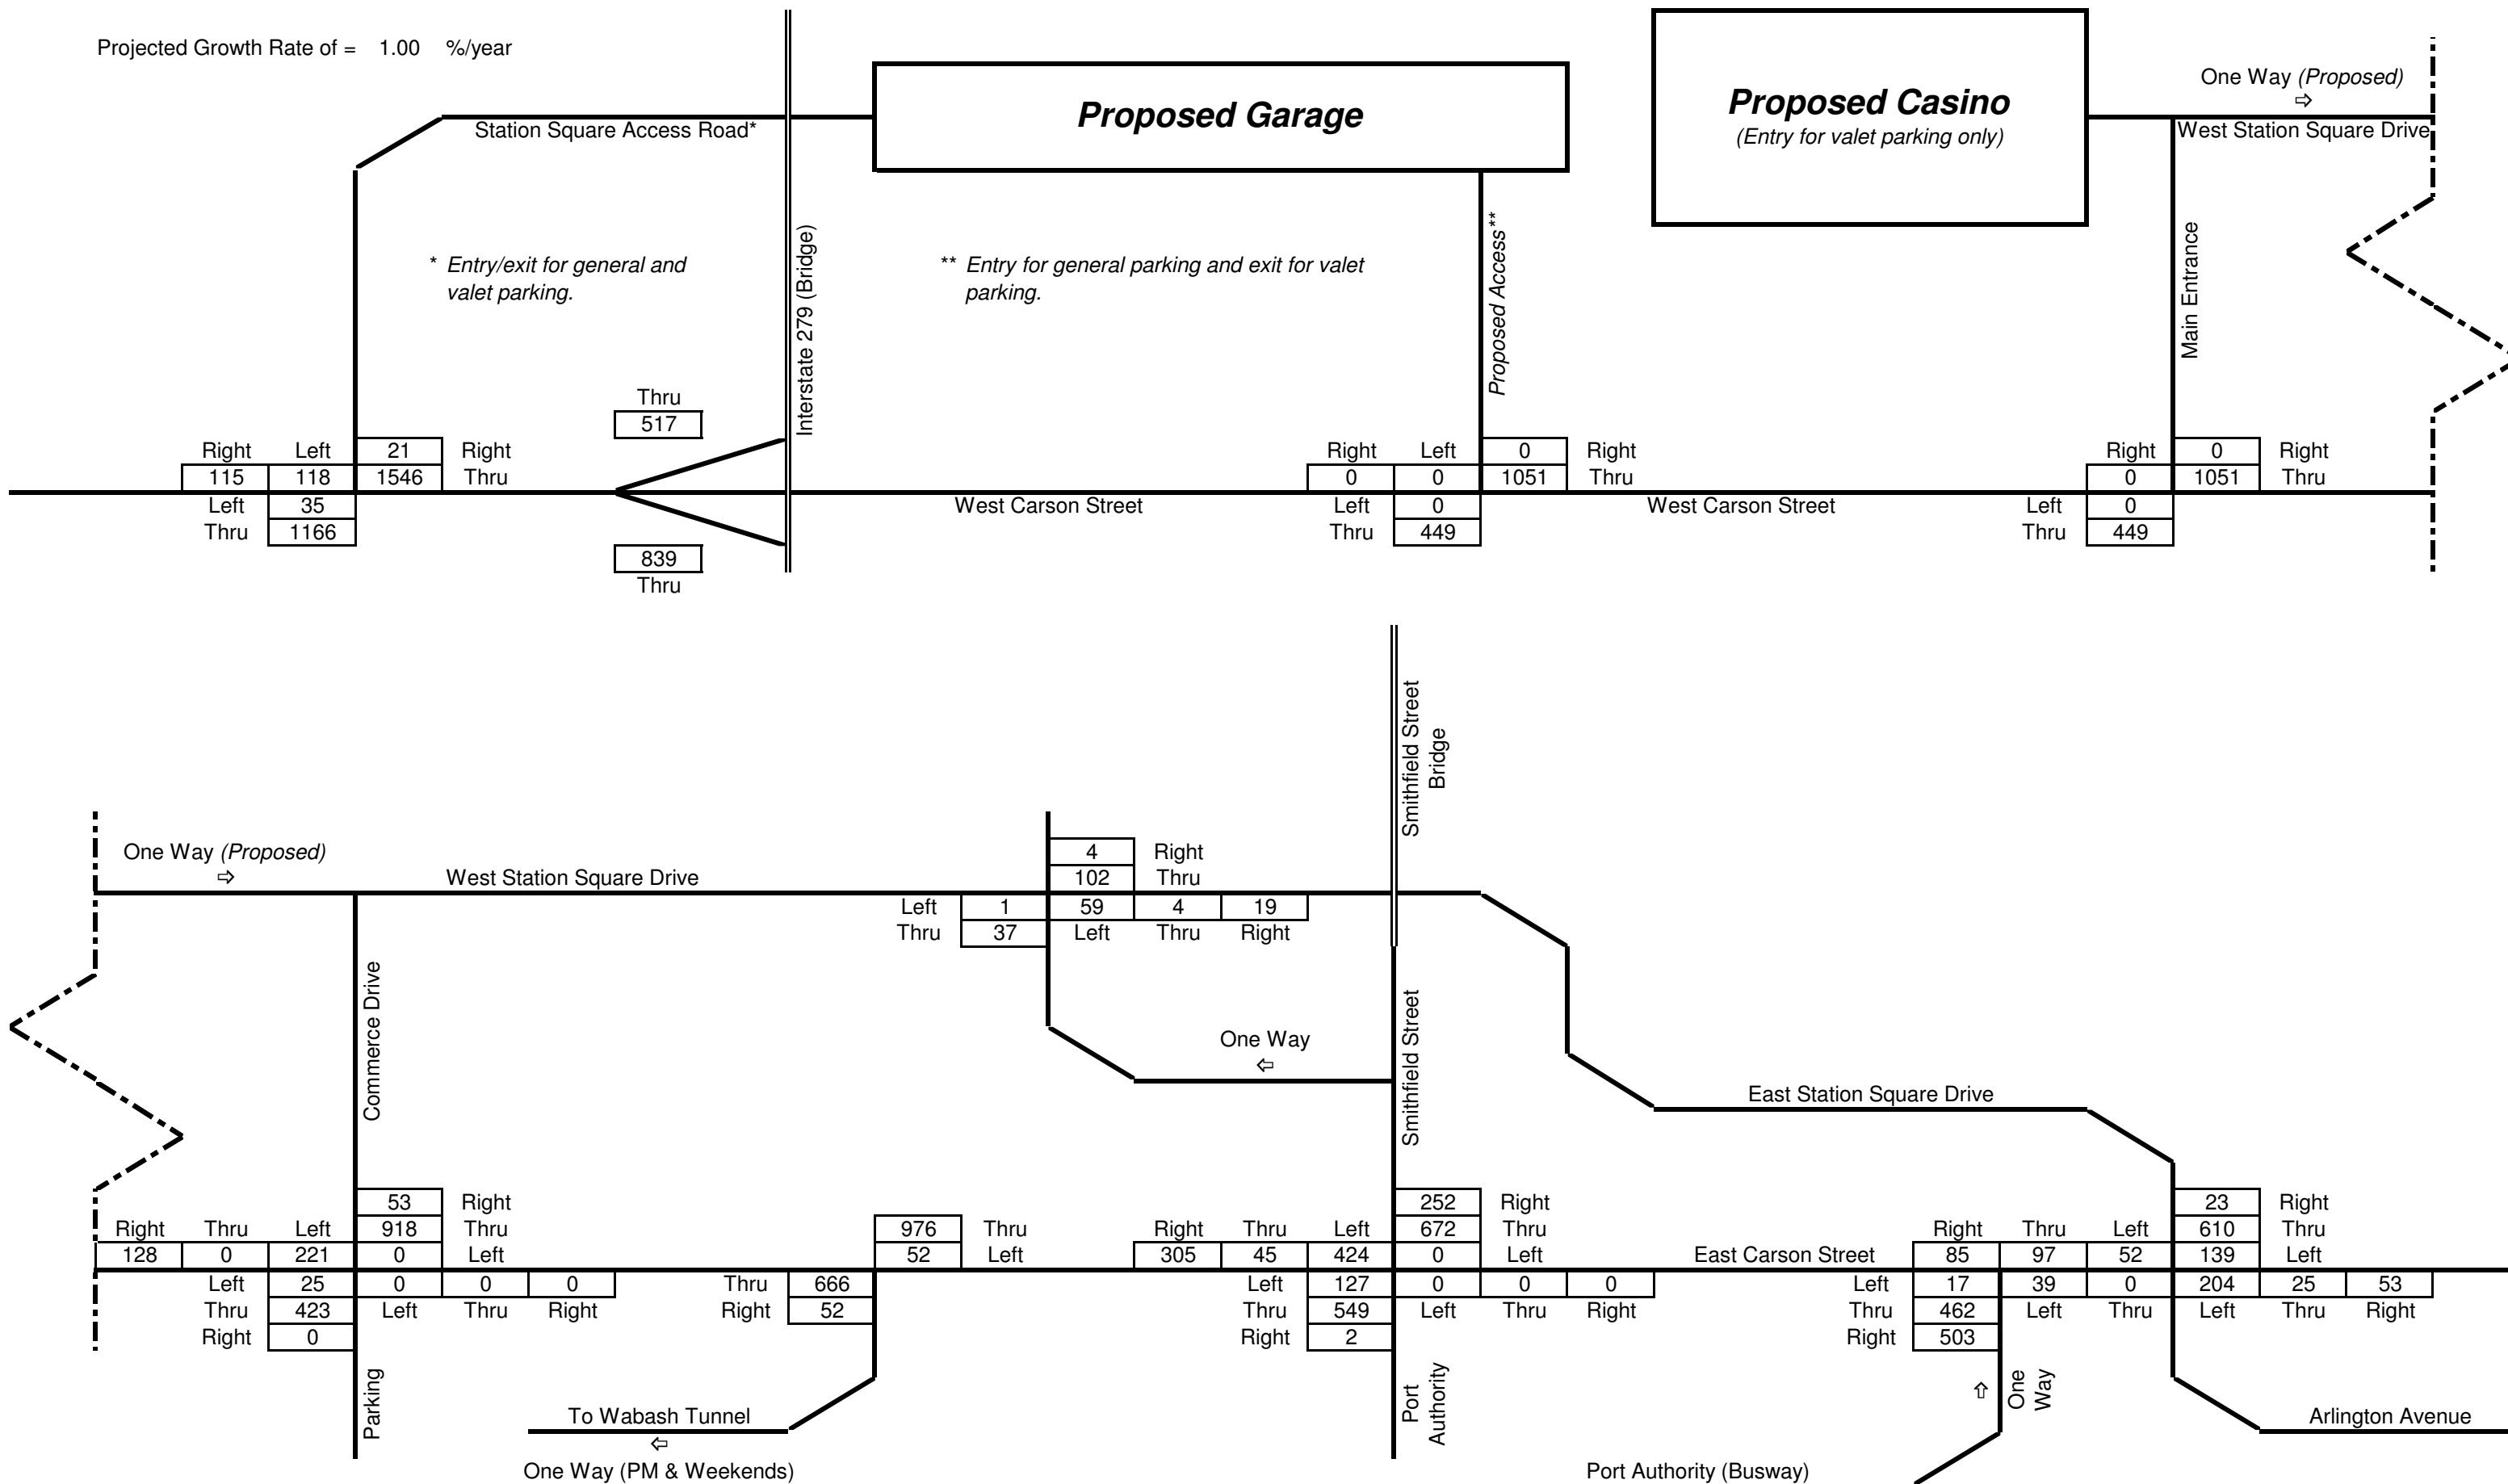 Projected Growth Rate of = 1.00 %/year
One Way (Proposed)
⇨
Station Square Access Road*
Proposed Garage
Proposed Casino
(Entry for valet parking only)
West Station Square Drive
* Entry/exit for general and
valet parking.
Interstate 279 (Bridge)
** Entry for general parking and exit for valet
parking.
Proposed Access**
Main Entrance
Thru
517
Right Left 21 Right
115 118 1546 Thru
Left 35
Thru 1166
839
Thru
West Carson Street
Right Left 0 Right
0 0 1051 Thru
Left 0
Thru 449
West Carson Street
Right 0 Right
0 1051 Thru
Left 0
Thru 449
Smithfield Street
Bridge
One Way (Proposed)
⇨
West Station Square Drive
4 Right
102 Thru
Left 1 59 4 19
Thru 37 Left Thru Right
Commerce Drive
One Way
⇦
Smithfield Street
East Station Square Drive
53 Right
Right Thru Left 918 Thru
128 0 221 0 Left
Left 25 0 0 0
Thru 423 Left Thru Right
Right 0
Parking
976 Thru
52 Left
Thru 666
Right 52
To Wabash Tunnel
⇦
One Way (PM & Weekends)
252 Right
Right Thru Left 672 Thru
305 45 424 0 Left
Left 127 0 0 0
Thru 549 Left Thru Right
Right 2
Port
Authority
East Carson Street
23 Right
Right Thru Left 610 Thru
85 97 52 139 Left
Left 17 39 0 204 25 53
Thru 462 Left Thru Left Thru Right
Right 503
⇧
One
Way
Arlington Avenue
Port Authority (Busway)